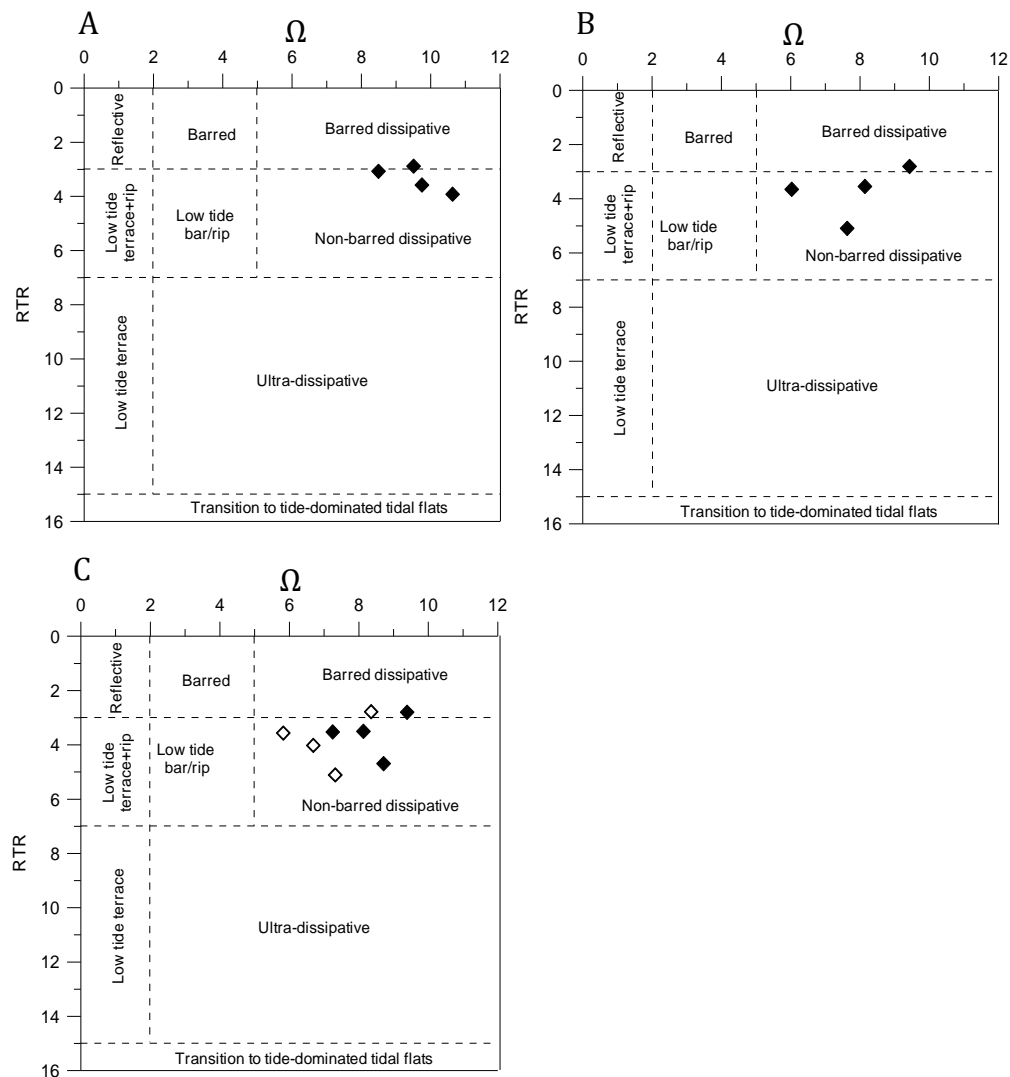 A
Ω
0 2 4 6 8 10 12
0
2
4
6
8
10
12
14
16
RTR
Reflective
Barred
Barred dissipative
Low tide
terrace+rip
Low tide
bar/rip
Non-barred dissipative
Low tide terrace
Ultra-dissipative
Transition to tide-dominated tidal flats
B
Ω
0 2 4 6 8 10 12
0
2
4
6
8
10
12
14
16
RTR
Reflective
Barred
Barred dissipative
Low tide
terrace+rip
Low tide
bar/rip
Non-barred dissipative
Low tide terrace
Ultra-dissipative
Transition to tide-dominated tidal flats
C
Ω
0 2 4 6 8 10 12
0
2
4
6
8
10
12
14
16
RTR
Reflective
Barred
Barred dissipative
Low tide
terrace+rip
Low tide
bar/rip
Non-barred dissipative
Low tide terrace
Ultra-dissipative
Transition to tide-dominated tidal flats